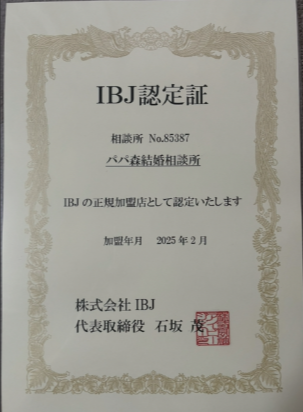 IBJ認定証
相談所 No.85387
パパ森結婚相談所
IBJの正規加盟店として認定いたします
加盟年月 2025年2月
株式会社IBJ
代表取締役 石坂 茂